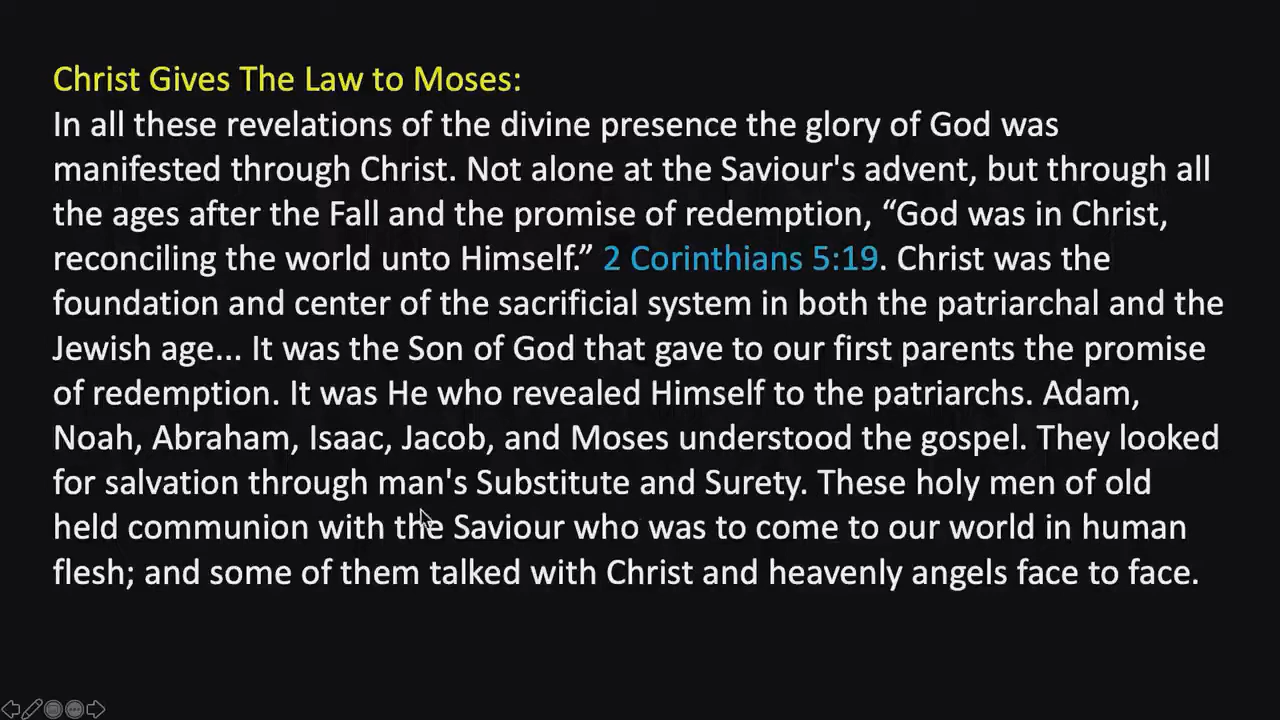 Christ Gives The Law to Moses:
In all these revelations of the divine presence the glory of God was
manifested through Christ. Not alone at the Saviour's advent, but through all
the ages after the Fall and the promise of redemption, “God was in Christ,
reconciling the world unto Himself.” 2 Corinthians 5:19. Christ was the
foundation and center of the sacrificial system in both the patriarchal and the
Jewish age... It was the Son of God that gave to our first parents the promise
of redemption. It was He who revealed Himself to the patriarchs. Adam,
Noah, Abraham, Isaac, Jacob, and Moses understood the gospel. They looked
for salvation through man's Substitute and Surety. These holy men of old
held communion with the Saviour who was to come to our world in human
flesh; and some of them talked with Christ and heavenly angels face to face.